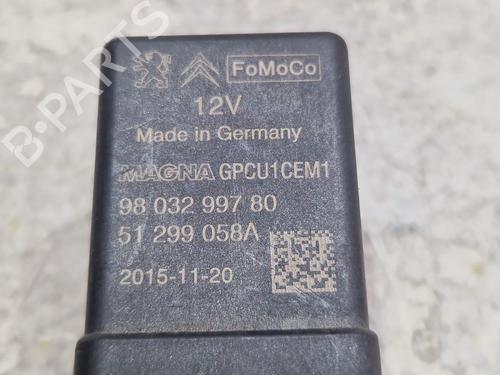 FoMoCo
12V
Made in Germany
MAGNA GPCU1CEM1
98 032 997 80
51 299 058A
2015-11-20
B-Parts